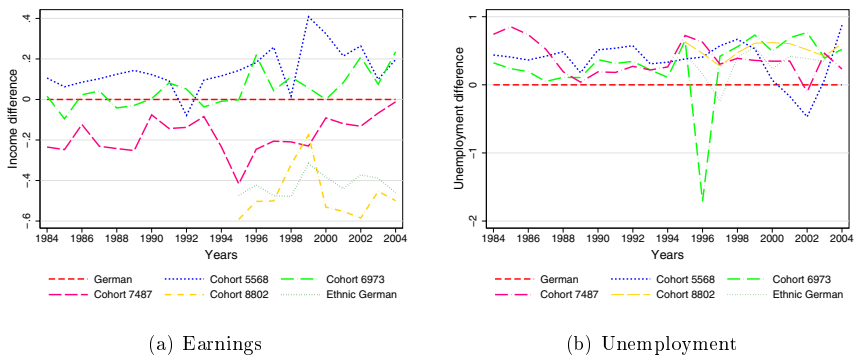 Income difference
.4
.2
0
-.2
-.4
-.6
1984 1986 1988 1990 1992 1994 1996 1998 2000 2002 2004
Years
German Cohort 5568 Cohort 6973
Cohort 7487 Cohort 8802 Ethnic German
(a) Earnings
Unemployment difference
1
0
-1
-2
1984 1986 1988 1990 1992 1994 1996 1998 2000 2002 2004
Years
German Cohort 5568 Cohort 6973
Cohort 7487 Cohort 8802 Ethnic German
(b) Unemployment